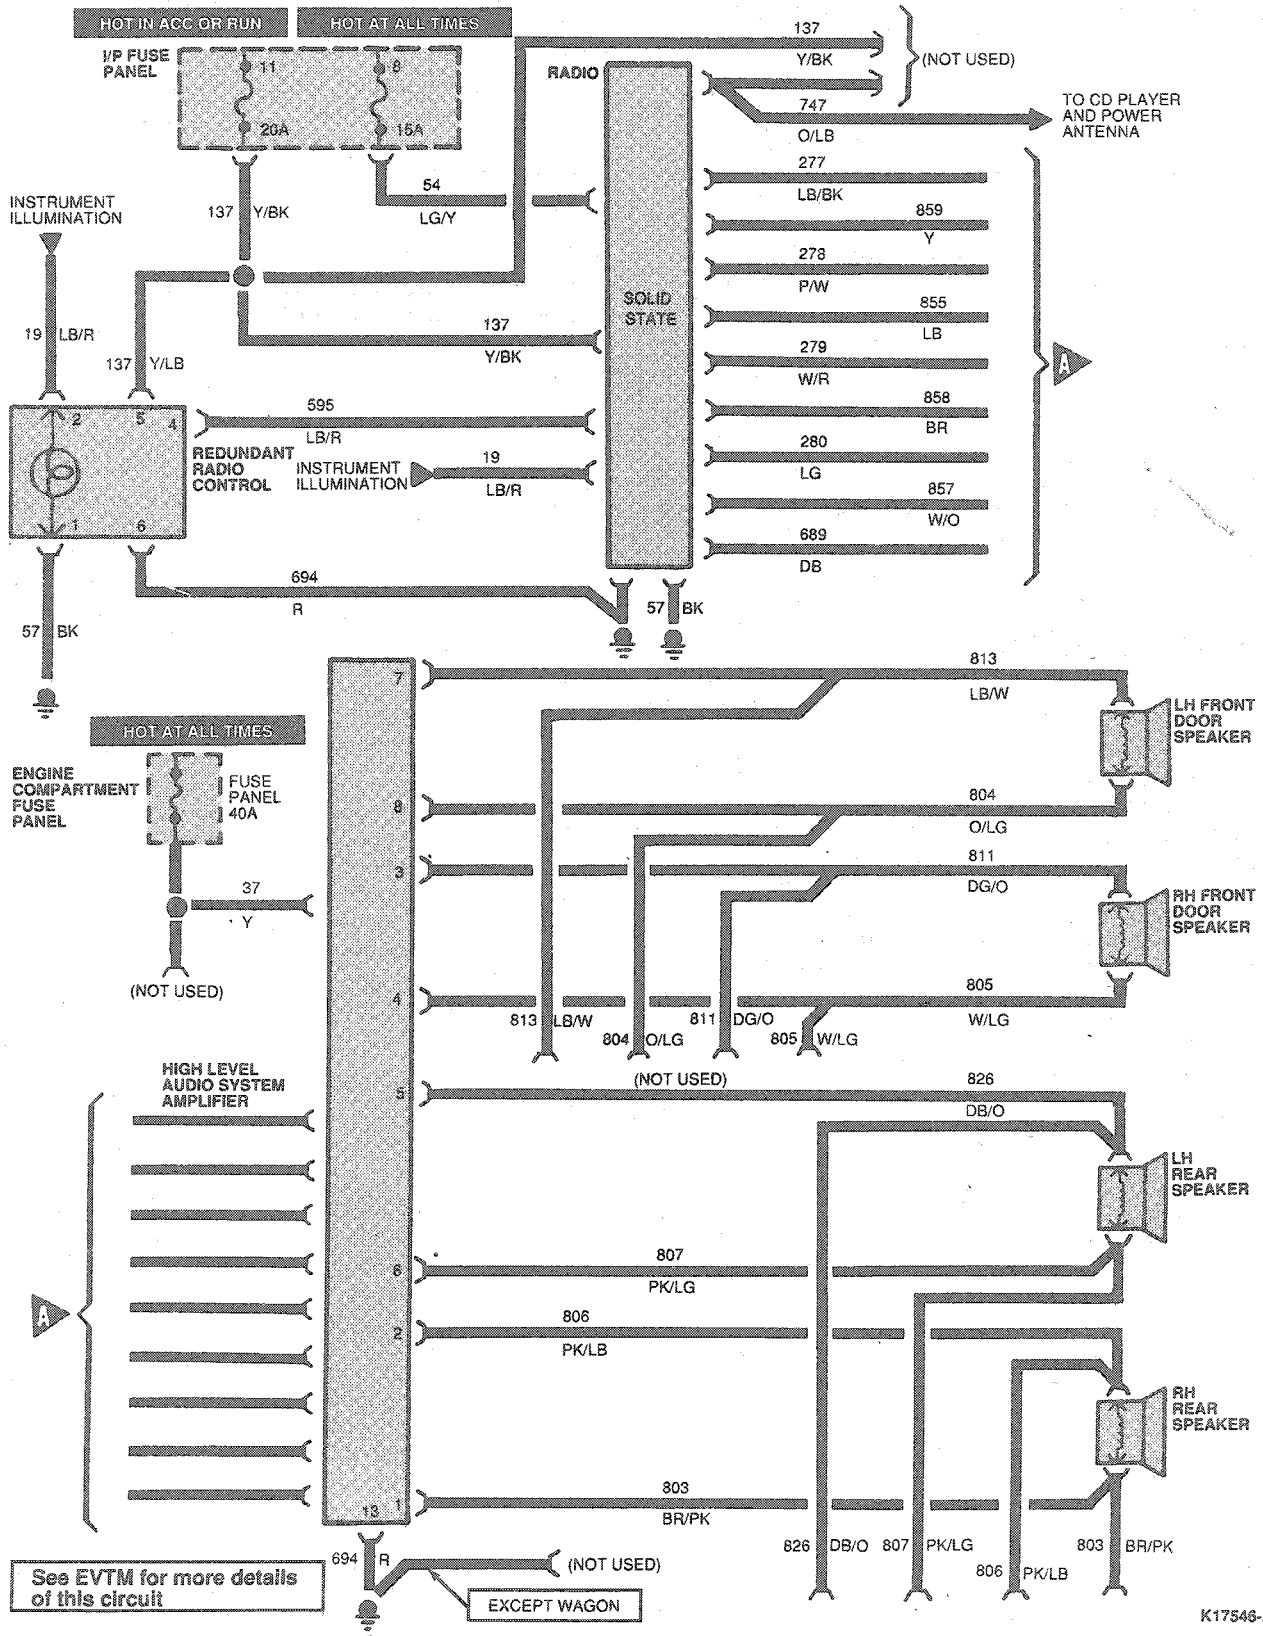 HOT IN ACC OR RUN
HOT AT ALL TIMES
I/P FUSE
PANEL
11
20A
8
15A
RADIO
137
Y/BK
(NOT USED)
747
O/LB
TO CD PLAYER
AND POWER
ANTENNA
54
LG/Y
137
Y/BK
INSTRUMENT
ILLUMINATION
19
LB/R
137
Y/LB
137
Y/BK
SOLID
STATE
277
LB/BK
859
Y
278
P/W
855
LB
279
W/R
858
BR
280
LG
857
W/O
689
DB
A
2
5
4
1
6
595
LB/R
REDUNDANT
RADIO
CONTROL
INSTRUMENT
ILLUMINATION
19
LB/R
694
R
57
BK
57
BK
HOT AT ALL TIMES
ENGINE
COMPARTMENT
FUSE
PANEL
FUSE
PANEL
40A
37
Y
(NOT USED)
7
813
LB/W
LH FRONT
DOOR
SPEAKER
8
804
O/LG
3
811
DG/O
RH FRONT
DOOR
SPEAKER
4
805
W/LG
813
LB/W
804
O/LG
811
DG/O
805
W/LG
(NOT USED)
HIGH LEVEL
AUDIO SYSTEM
AMPLIFIER
5
826
DB/O
LH
REAR
SPEAKER
6
807
PK/LG
2
806
PK/LB
RH
REAR
SPEAKER
A
1
803
BR/PK
13
826
DB/O
807
PK/LG
806
PK/LB
803
BR/PK
694
R
(NOT USED)
EXCEPT WAGON
See EVTM for more details
of this circuit
K17546-